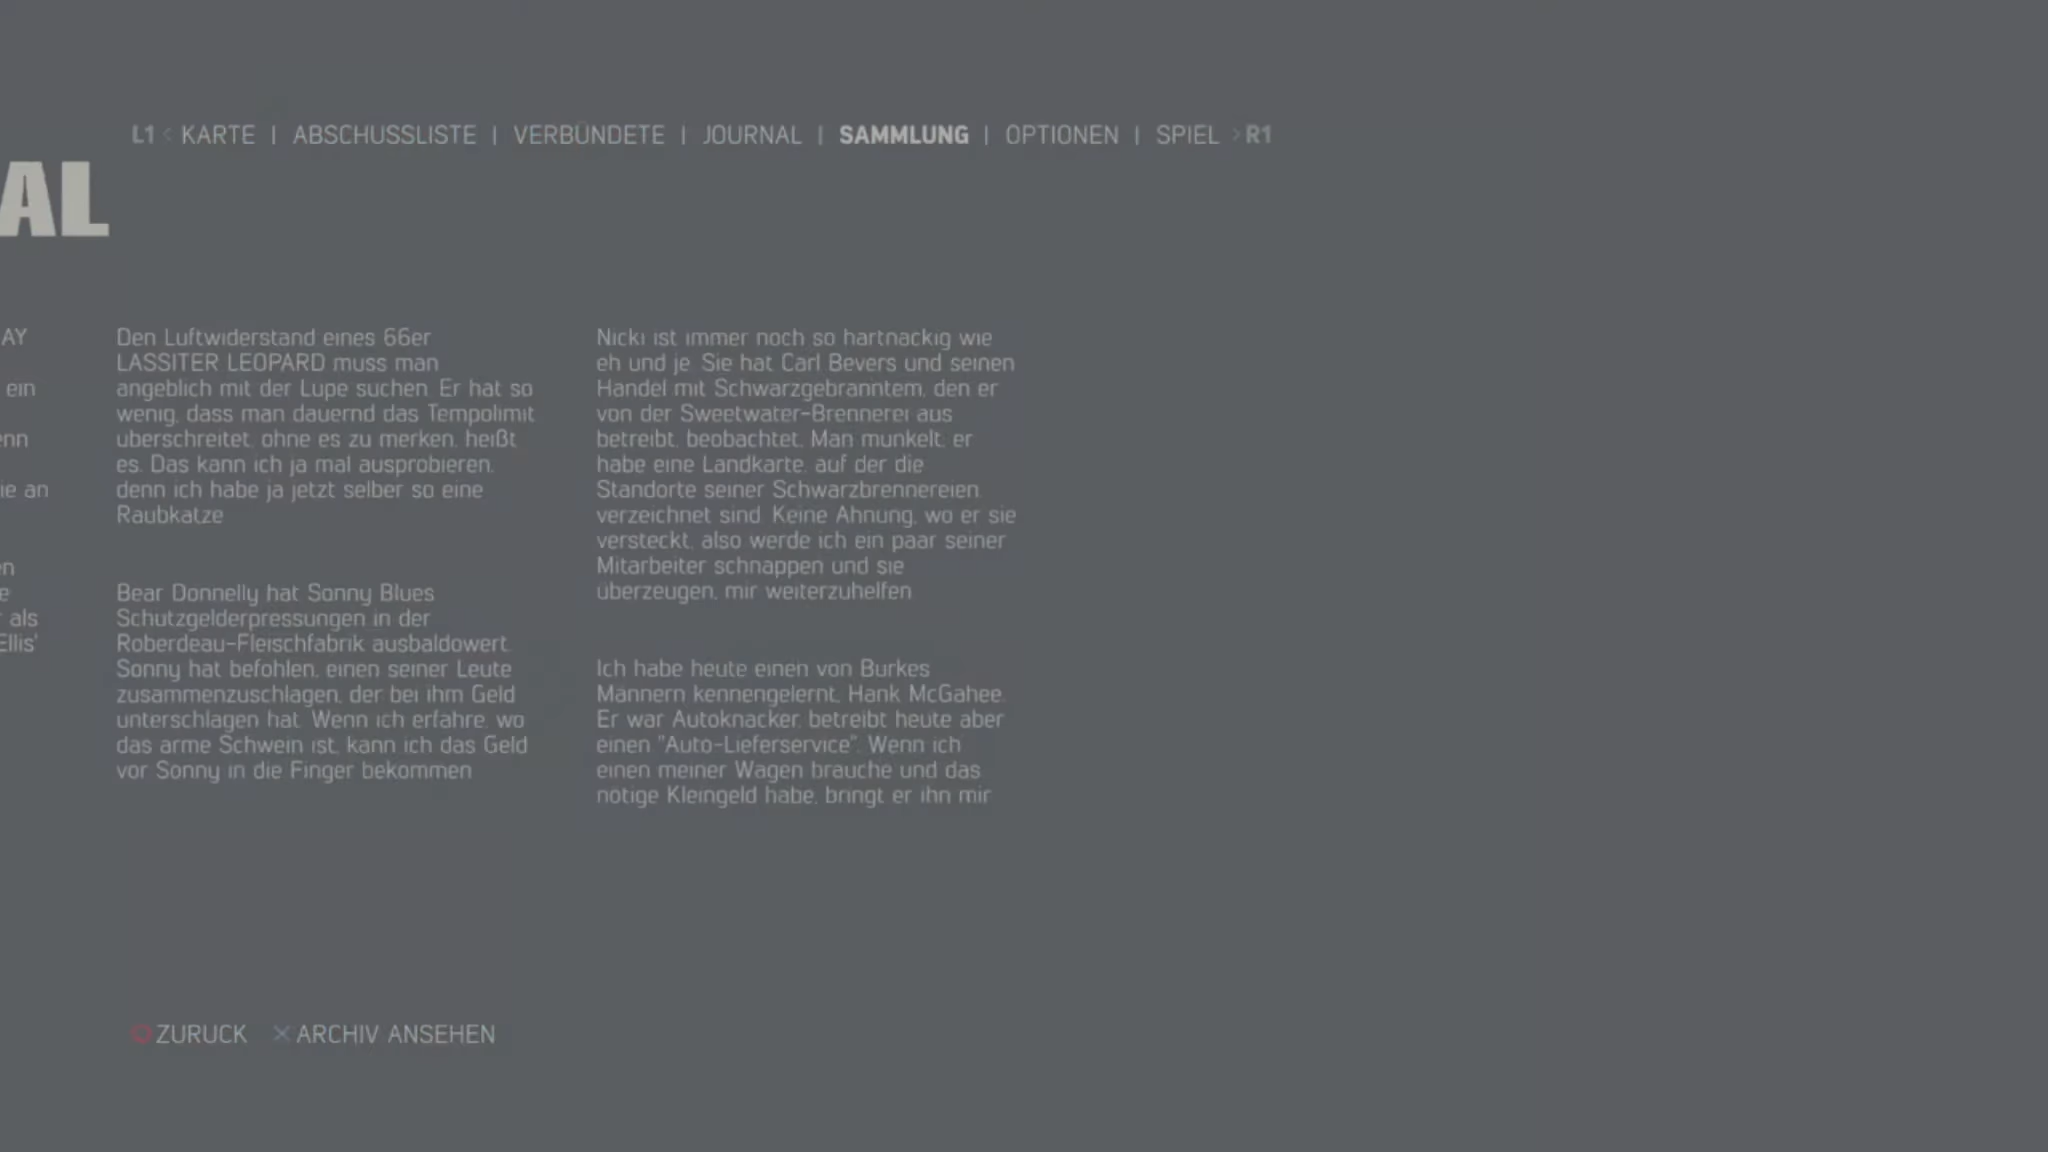 L1 < KARTE | ABSCHUSSLISTE | VERBÜNDETE | JOURNAL | SAMMLUNG | OPTIONEN | SPIEL > R1
AL
AY
ein
enn
ie an
en
e
als
Ellis'
Den Luftwiderstand eines 66er
LASSITER LEOPARD muss man
angeblich mit der Lupe suchen. Er hat so
wenig, dass man dauernd das Tempolimit
überschreitet, ohne es zu merken, heißt
es. Das kann ich ja mal ausprobieren,
denn ich habe ja jetzt selber so eine
Raubkatze
Bear Donnelly hat Sonny Blues
Schutzgelderpressungen in der
Roberdeau-Fleischfabrik ausbaldowert.
Sonny hat befohlen, einen seiner Leute
zusammenzuschlagen, der bei ihm Geld
unterschlagen hat. Wenn ich erfahre, wo
das arme Schwein ist, kann ich das Geld
vor Sonny in die Finger bekommen
Nicki ist immer noch so hartnäckig wie
eh und je. Sie hat Carl Bevers und seinen
Handel mit Schwarzgebranntem, den er
von der Sweetwater-Brennerei aus
betreibt, beobachtet. Man munkelt, er
habe eine Landkarte, auf der die
Standorte seiner Schwarzbrennereien
verzeichnet sind. Keine Ahnung, wo er sie
versteckt, also werde ich ein paar seiner
Mitarbeiter schnappen und sie
überzeugen, mir weiterzuhelfen
Ich habe heute einen von Burkes
Männern kennengelernt, Hank McGahee.
Er war Autoknacker, betreibt heute aber
einen "Auto-Lieferservice". Wenn ich
einen meiner Wagen brauche und das
nötige Kleingeld habe, bringt er ihn mir
ZURÜCK ARCHIV ANSEHEN